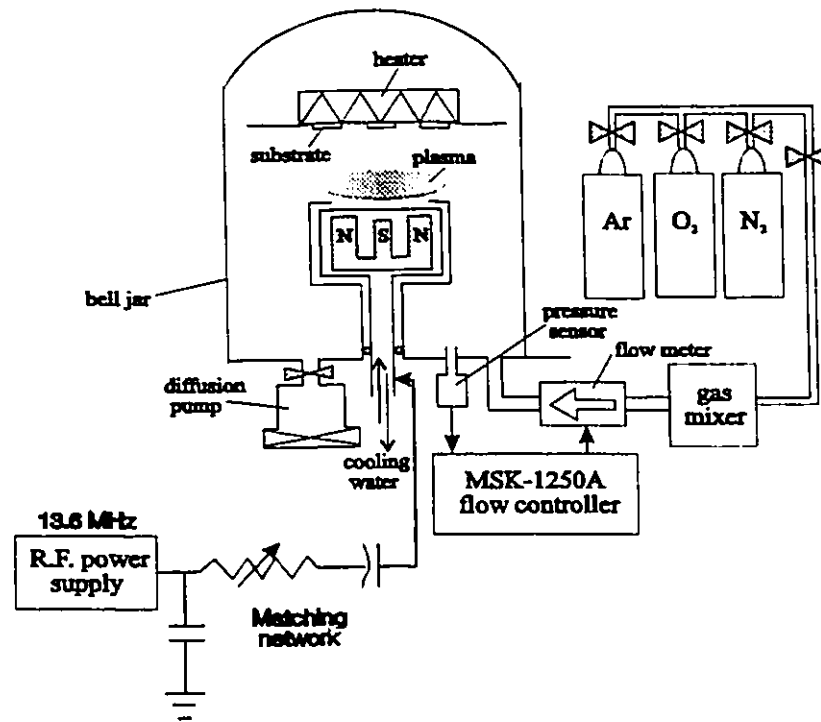 heater
substrate
plasma
N S N
bell jar
Ar
O₂
N₂
pressure
sensor
flow meter
gas
mixer
diffusion
pump
cooling
water
MSK-1250A
flow controller
13.6 MHz
R.F. power
supply
Matching
network